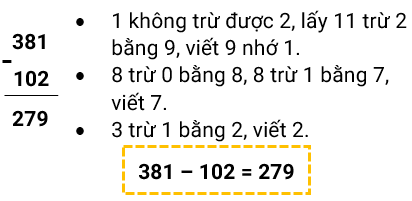 381
-
102
279
• 1 không trừ được 2, lấy 11 trừ 2
bằng 9, viết 9 nhớ 1.
• 8 trừ 0 bằng 8, 8 trừ 1 bằng 7,
viết 7.
• 3 trừ 1 bằng 2, viết 2.
381 – 102 = 279